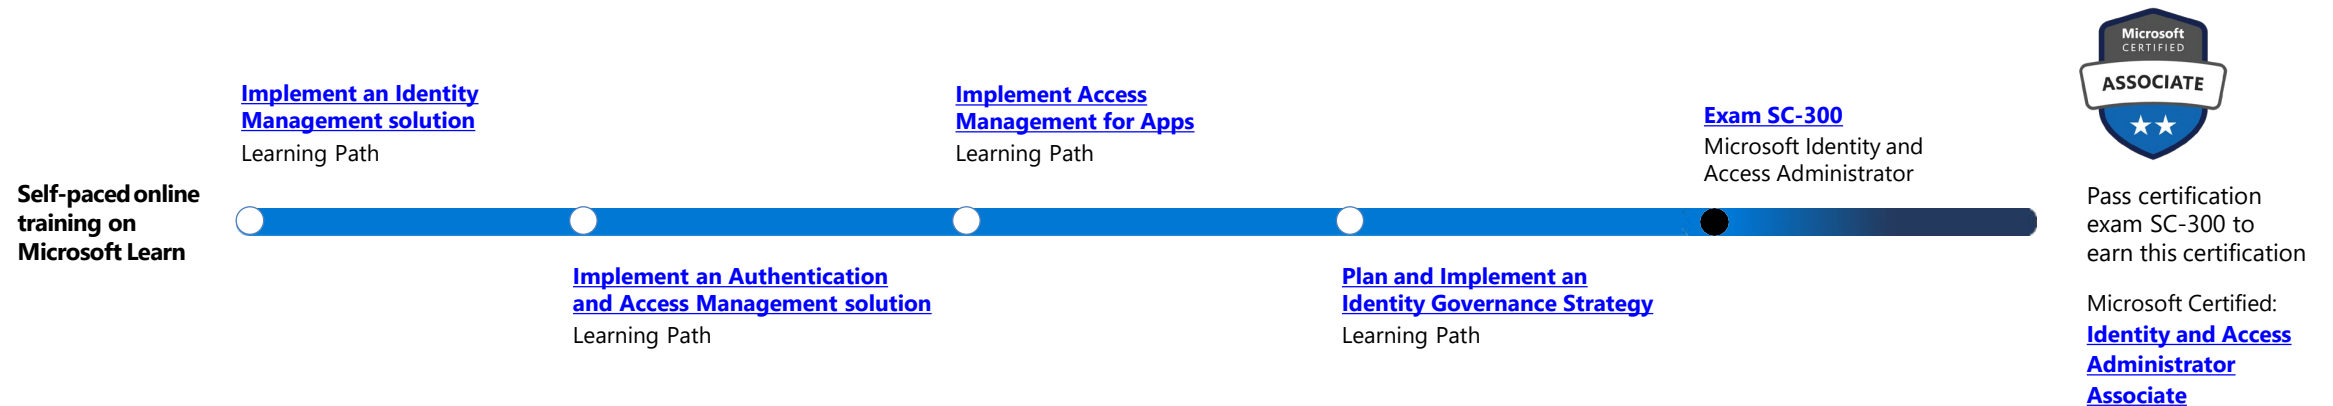 Self-paced online
training on
Microsoft Learn
Implement an Identity
Management solution
Learning Path
Implement an Authentication
and Access Management solution
Learning Path
Implement Access
Management for Apps
Learning Path
Plan and Implement an
Identity Governance Strategy
Learning Path
Exam SC-300
Microsoft Identity and
Access Administrator
Microsoft
CERTIFIED
ASSOCIATE
Pass certification
exam SC-300 to
earn this certification
Microsoft Certified:
Identity and Access
Administrator
Associate